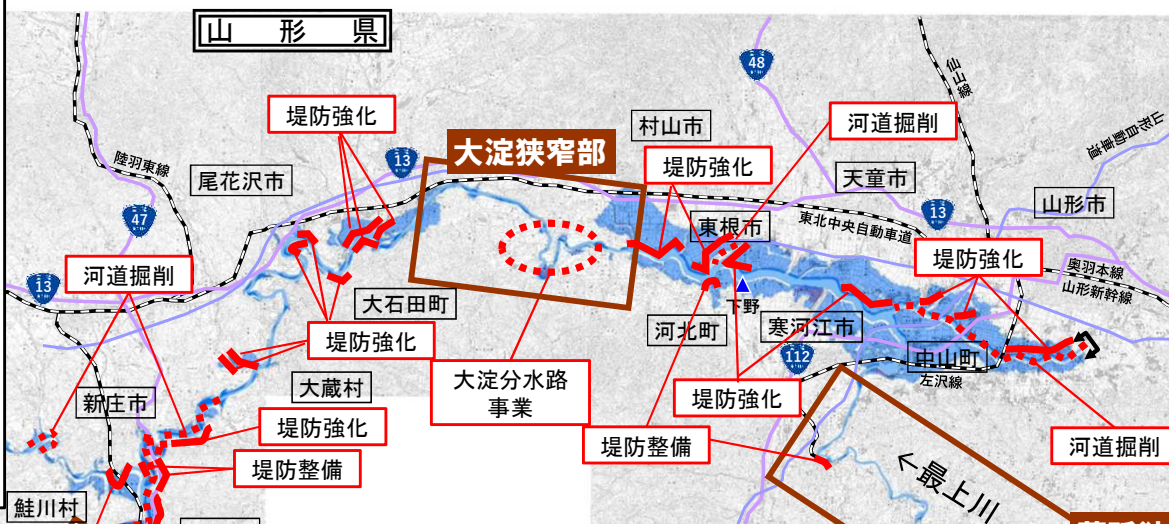 山形県
48
仙山線
山形自動車道
堤防強化
村山市
河道掘削
陸羽東線
13
大淀狭窄部
尾花沢市
堤防強化
天童市
47
13
山形市
東北中央自動車道
東根市
河道掘削
堤防強化
奥羽本線
山形新幹線
13
大石田町
下野
河北町
寒河江市
堤防強化
112
中山町
左沢線
大蔵村
大淀分水路
事業
新庄市
堤防強化
堤防強化
堤防整備
河道掘削
堤防整備
←最上川
鮭川村